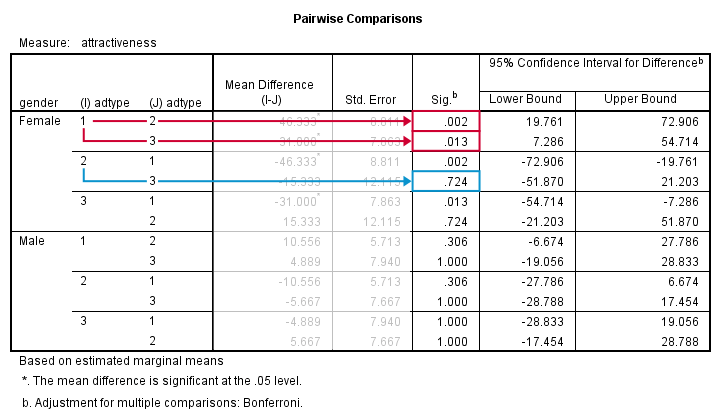 Pairwise Comparisons
Measure: attractiveness
95% Confidence Interval for Difference b
Mean Difference
gender (I) adtype (J) adtype (I-J) Std. Error Sig. b Lower Bound Upper Bound
Female 1 2 46.333* 8.811 .002 19.761 72.906
3 31.000* 7.863 .013 7.286 54.714
2 1 -46.333* 8.811 .002 -72.906 -19.761
3 -15.333 12.115 .724 -51.870 21.203
3 1 -31.000* 7.863 .013 -54.714 -7.286
2 15.333 12.115 .724 -21.203 51.870
Male 1 2 10.556 5.713 .306 -6.674 27.786
3 4.889 7.940 1.000 -19.056 28.833
2 1 -10.556 5.713 .306 -27.786 6.674
3 -5.667 7.667 1.000 -28.788 17.454
3 1 -4.889 7.940 1.000 -28.833 19.056
2 5.667 7.667 1.000 -17.454 28.788
Based on estimated marginal means
*. The mean difference is significant at the .05 level.
b. Adjustment for multiple comparisons: Bonferroni.